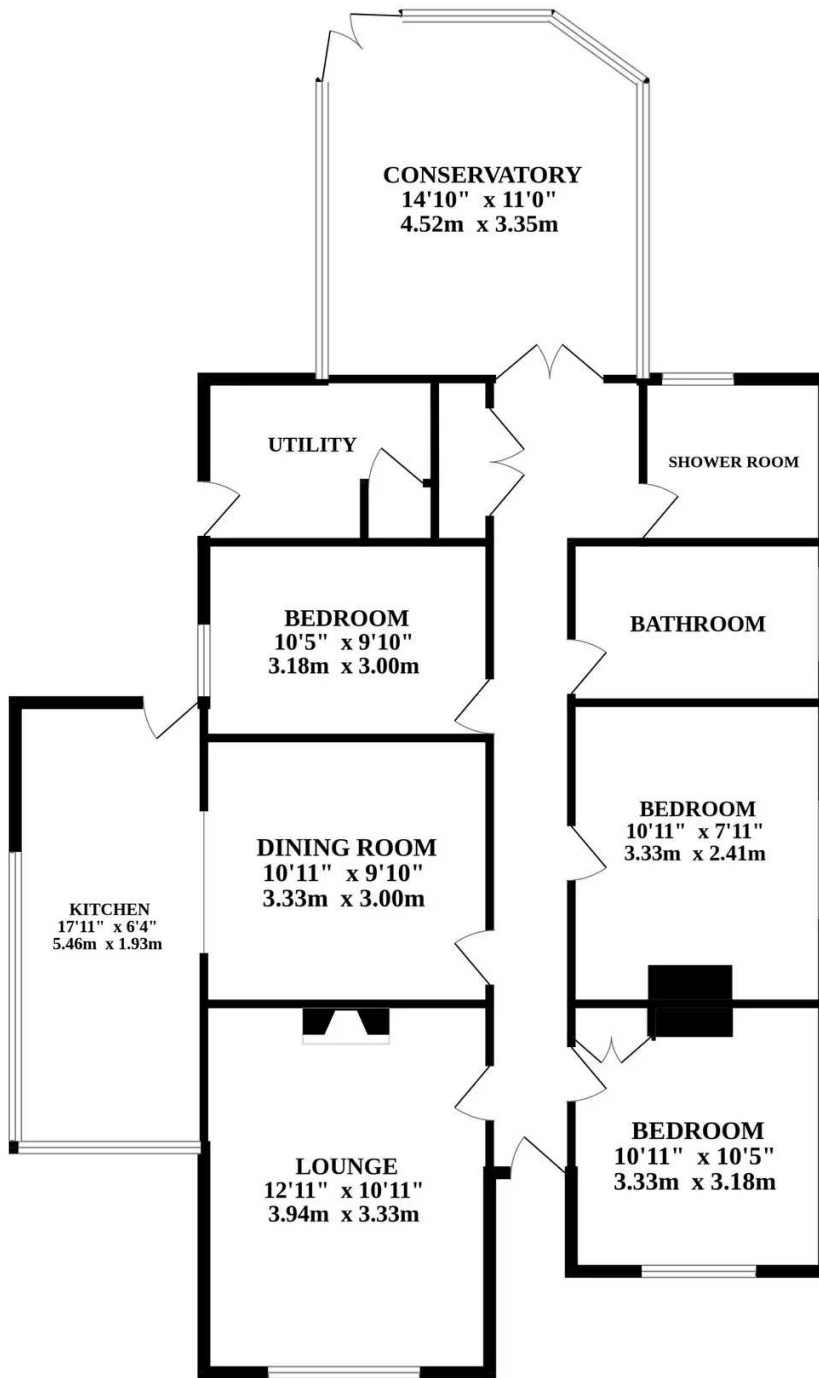 CONSERVATORY
14'10" x 11'0"
4.52m x 3.35m
UTILITY
SHOWER ROOM
BEDROOM
10'5" x 9'10"
3.18m x 3.00m
BATHROOM
DINING ROOM
10'11" x 9'10"
3.33m x 3.00m
BEDROOM
10'11" x 7'11"
3.33m x 2.41m
KITCHEN
17'11" x 6'4"
5.46m x 1.93m
LOUNGE
12'11" x 10'11"
3.94m x 3.33m
BEDROOM
10'11" x 10'5"
3.33m x 3.18m